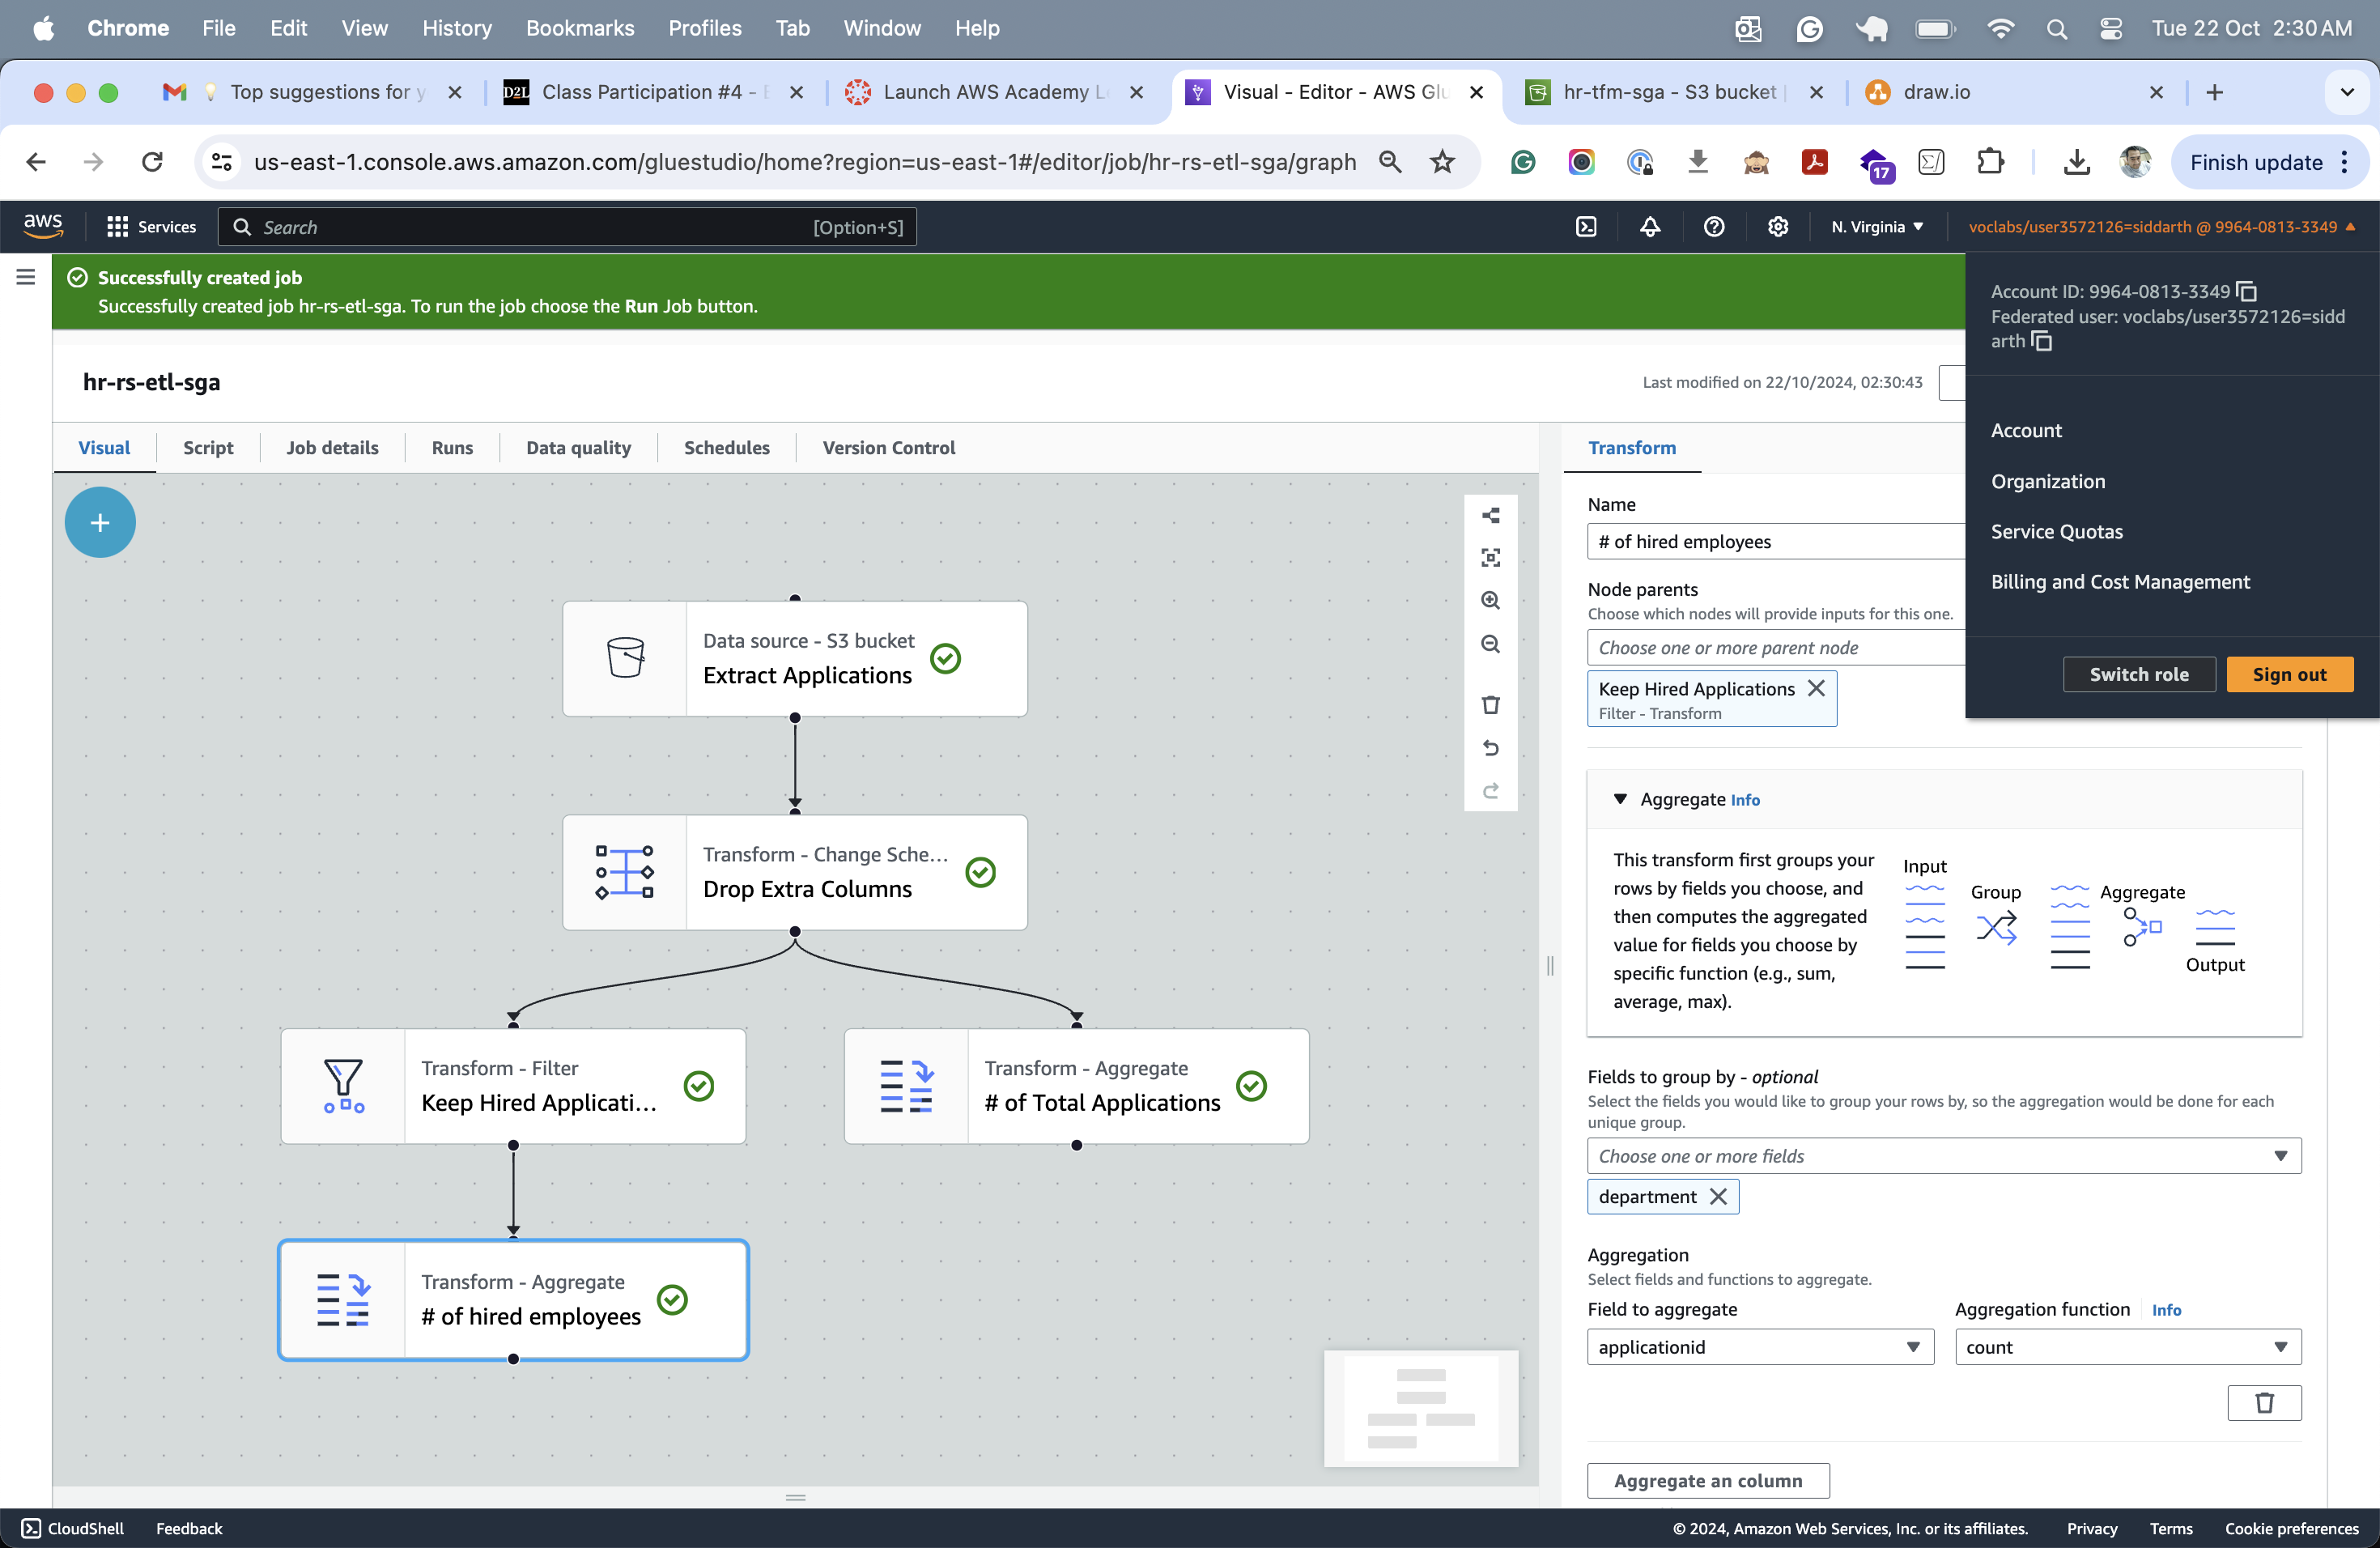 Chrome File Edit View History Bookmarks Profiles Tab Window Help Tue 22 Oct 2:30 AM
Top suggestions for y
D2L Class Participation #4 - E
Launch AWS Academy L
Visual - Editor - AWS Glu
hr-tfm-sga - S3 bucket
draw.io
us-east-1.console.aws.amazon.com/gluestudio/home?region=us-east-1#/editor/job/hr-rs-etl-sga/graph
17
Finish update
aws Services Search [Option+S] N. Virginia voclabs/user3572126=siddarth @ 9964-0813-3349
Successfully created job
Successfully created job hr-rs-etl-sga. To run the job choose the Run Job button.
Account ID: 9964-0813-3349
Federated user: voclabs/user3572126=sidd
arth
Account
Organization
Service Quotas
Billing and Cost Management
Switch role Sign out
hr-rs-etl-sga
Last modified on 22/10/2024, 02:30:43
Visual Script Job details Runs Data quality Schedules Version Control
Data source - S3 bucket
Extract Applications
Transform - Change Sche...
Drop Extra Columns
Transform - Filter
Keep Hired Applicati...
Transform - Aggregate
# of Total Applications
Transform - Aggregate
# of hired employees
Transform
Name
# of hired employees
Node parents
Choose which nodes will provide inputs for this one.
Choose one or more parent node
Keep Hired Applications
Filter - Transform
Aggregate Info
This transform first groups your
rows by fields you choose, and
then computes the aggregated
value for fields you choose by
specific function (e.g., sum,
average, max).
Input
Group
Aggregate
Output
Fields to group by - optional
Select the fields you would like to group your rows by, so the aggregation would be done for each
unique group.
Choose one or more fields
department
Aggregation
Select fields and functions to aggregate.
Field to aggregate
Aggregation function Info
applicationid
count
Aggregate an column
CloudShell Feedback © 2024, Amazon Web Services, Inc. or its affiliates. Privacy Terms Cookie preferences